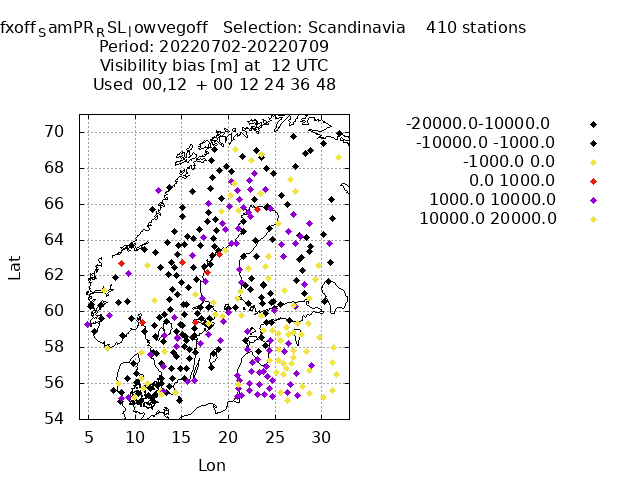 fxoffSamPRRSLIowvegoff Selection: Scandinavia 410 stations
Period: 20220702-20220709
Visibility bias [m] at 12 UTC
Used 00,12 + 00 12 24 36 48
-20000.0-10000.0
-10000.0 -1000.0
-1000.0 0.0
0.0 1000.0
1000.0 10000.0
10000.0 20000.0
70
68
66
64
62
60
58
56
54
Lat
5 10 15 20 25 30
Lon